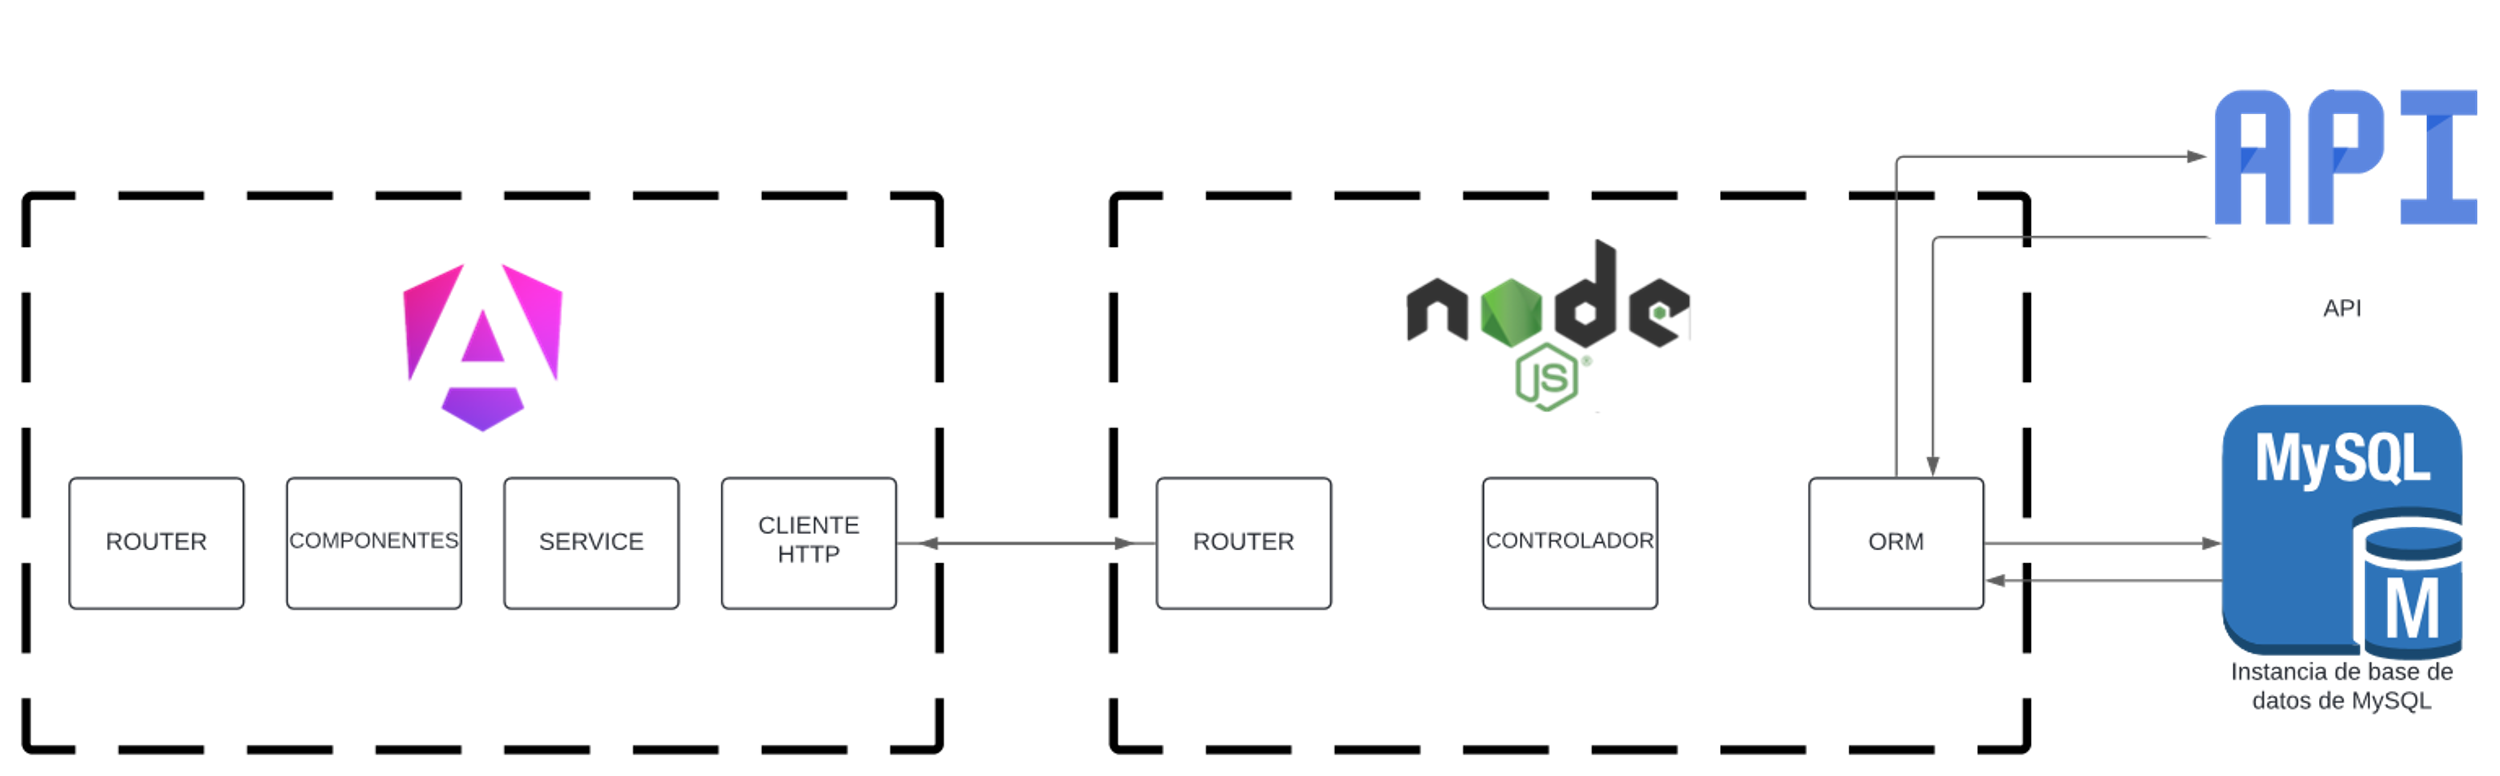 API
node
JS
®
API
MySQL
ROUTER
COMPONENTES
SERVICE
CLIENTE
HTTP
ROUTER
CONTROLADOR
ORM
M
Instancia de base de
datos de MySQL